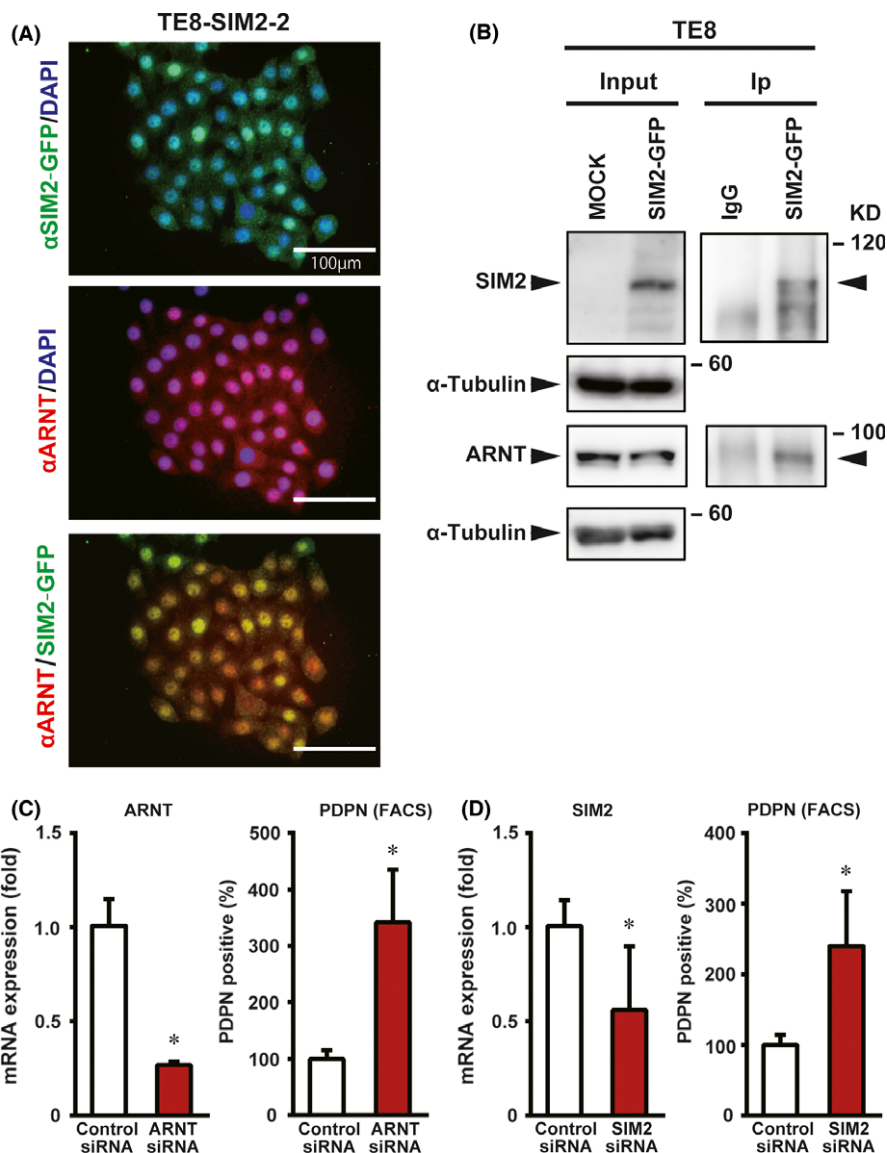 (A)
TE8-SIM2-2
αSIM2-GFP/DAPI
100μm
αARNT/DAPI
αARNT/SIM2-GFP
(B)
TE8
Input
Ip
MOCK
SIM2-GFP
IgG
SIM2-GFP
KD
120
SIM2
60
α-Tubulin
100
ARNT
60
α-Tubulin
(C)
ARNT
mRNA expression (fold)
1.5
1.0
0.5
0
*
Control siRNA
ARNT siRNA
PDPN (FACS)
PDPN positive (%)
500
400
300
200
100
0
*
Control siRNA
ARNT siRNA
(D)
SIM2
mRNA expression (fold)
1.5
1.0
0.5
0
*
Control siRNA
SIM2 siRNA
PDPN (FACS)
PDPN positive (%)
400
300
200
100
0
*
Control siRNA
SIM2 siRNA